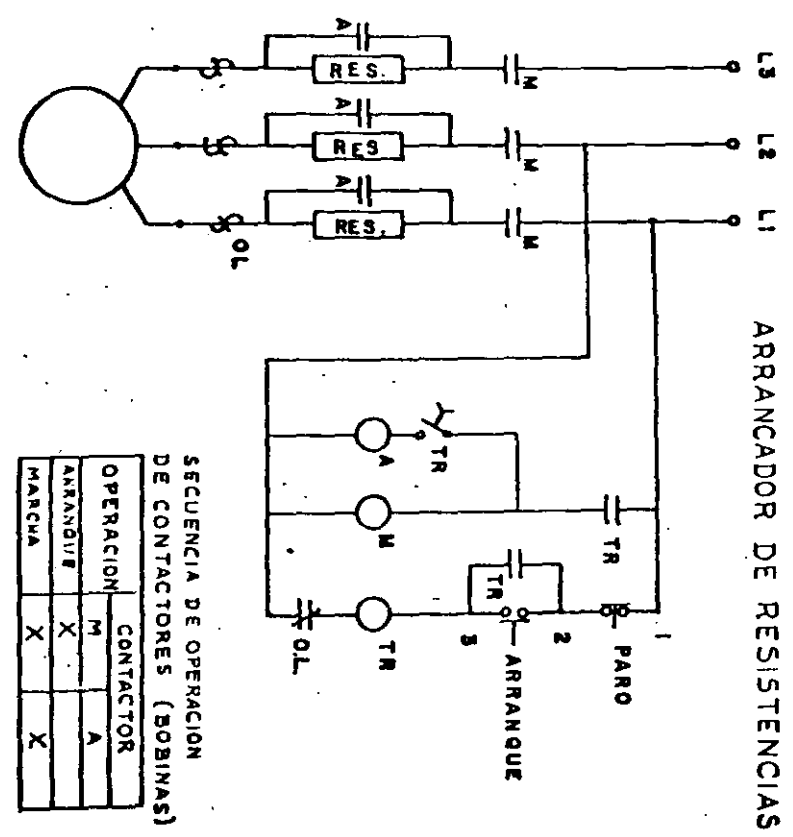 ARRANCADOR DE RESISTENCIAS
L1
L2
L3
M
M
M
A
RES.
A
RES
A
RES.
OL
1
PARO
2
ARRANQUE
3
TR
TR
TR
TR
M
A
O.L.
SECUENCIA DE OPERACION
DE CONTACTORES (BOBINAS)
OPERACION CONTACTOR
M A
ARRANQUE X
MARCHA X X